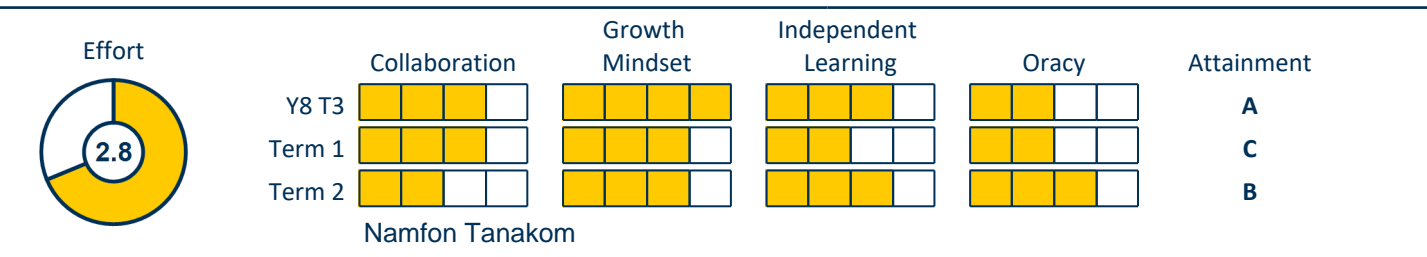 Effort
2.8
Collaboration
Growth
Mindset
Independent
Learning
Oracy
Attainment
Y8 T3
A
Term 1
C
Term 2
B
Namfon Tanakom